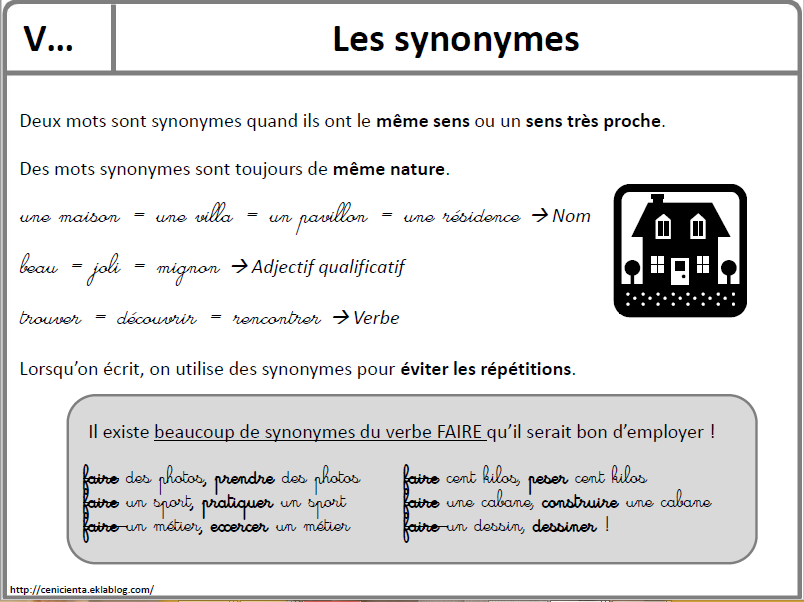 V...
Les synonymes
Deux mots sont synonymes quand ils ont le même sens ou un sens très proche.
Des mots synonymes sont toujours de même nature.
une maison = une villa = un pavillon = une résidence → Nom
beau = joli = mignon → Adjectif qualificatif
trouver = découvrir = rencontrer → Verbe
Lorsqu'on écrit, on utilise des synonymes pour éviter les répétitions.
Il existe beaucoup de synonymes du verbe FAIRE qu'il serait bon d'employer !
faire des photos, prendre des photos
faire un sport, pratiquer un sport
faire un métier, exercer un métier
faire cent kilos, peser cent kilos
faire une cabane, construire une cabane
faire un dessin, dessiner !
http://cenicienta.eklablog.com/